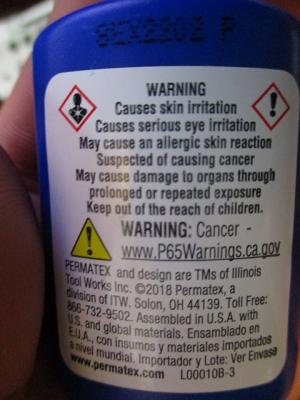 WARNING
Causes skin irritation
Causes serious eye irritation
May cause an allergic skin reaction
Suspected of causing cancer
May cause damage to organs through
prolonged or repeated exposure
Keep out of the reach of children.
WARNING: Cancer -
www.P65Warnings.ca.gov
PERMATEX and design are TMs of Illinois
Tool Works Inc. ©2018 Permatex, a
division of ITW. Solon, OH 44139. Toll Free:
866-732-9502. Assembled in U.S.A. with
U.S. and global materials. Ensamblado en
E.U.A., con insumos y materiales importados
a nivel mundial. Importador y Lote: Ver Envase
www.permatex.com L00010B-3